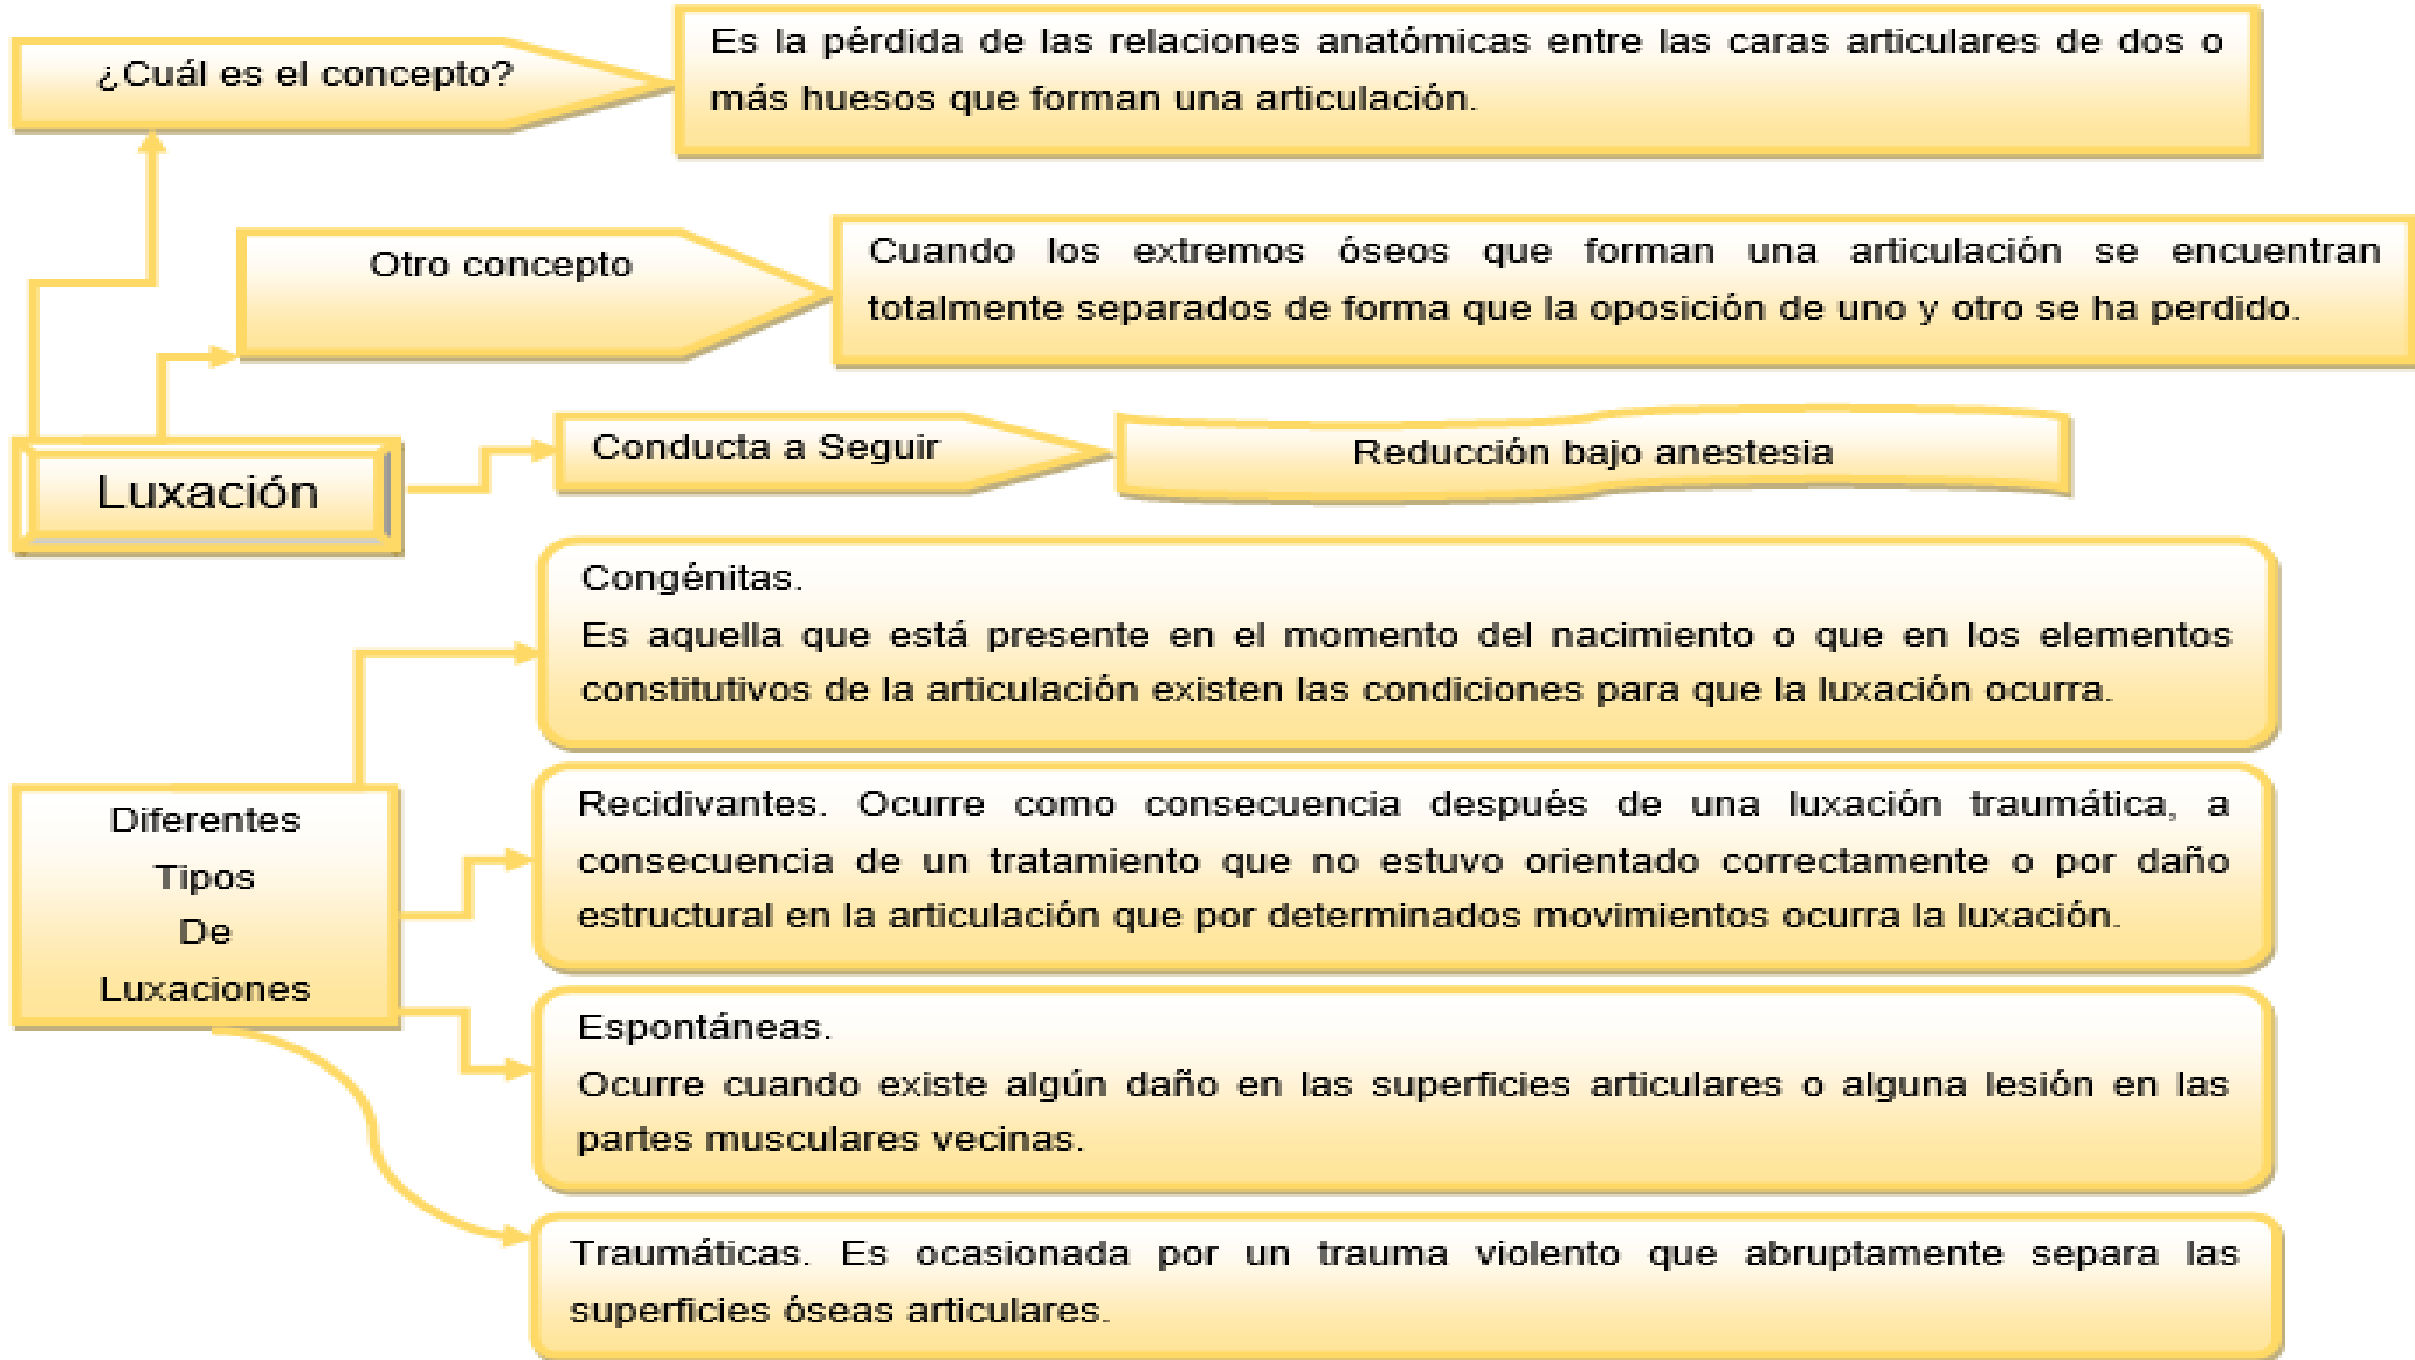 ¿Cuál es el concepto?
Es la pérdida de las relaciones anatómicas entre las caras articulares de dos o
más huesos que forman una articulación.
Otro concepto
Cuando los extremos óseos que forman una articulación se encuentran
totalmente separados de forma que la oposición de uno y otro se ha perdido.
Luxación
Conducta a Seguir
Reducción bajo anestesia
Diferentes
Tipos
De
Luxaciones
Congénitas.
Es aquella que está presente en el momento del nacimiento o que en los elementos
constitutivos de la articulación existen las condiciones para que la luxación ocurra.
Recidivantes. Ocurre como consecuencia después de una luxación traumática, a
consecuencia de un tratamiento que no estuvo orientado correctamente o por daño
estructural en la articulación que por determinados movimientos ocurra la luxación.
Espontáneas.
Ocurre cuando existe algún daño en las superficies articulares o alguna lesión en las
partes musculares vecinas.
Traumáticas. Es ocasionada por un trauma violento que abruptamente separa las
superficies óseas articulares.